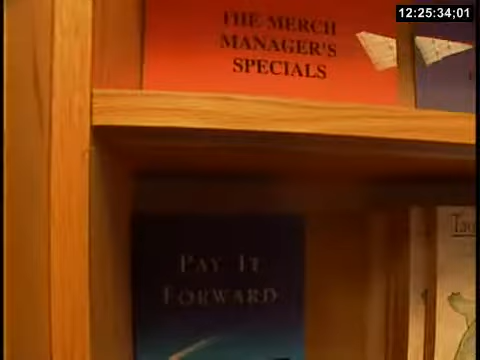 12:25:34;01
THE MERCH
MANAGER'S
SPECIALS
PAY IT
FORWARD